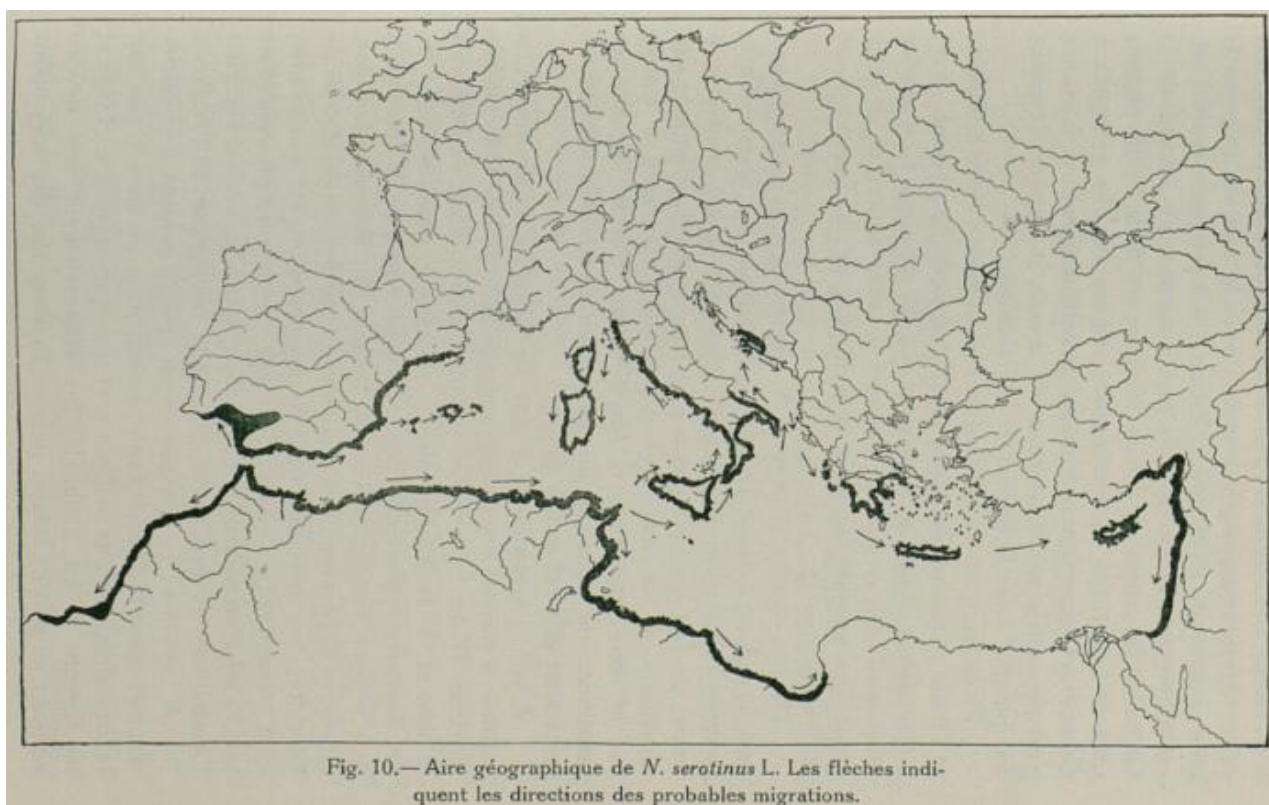 Fig. 10.— Aire géographique de N. serotinus L. Les flèches indi-
quent les directions des probables migrations.